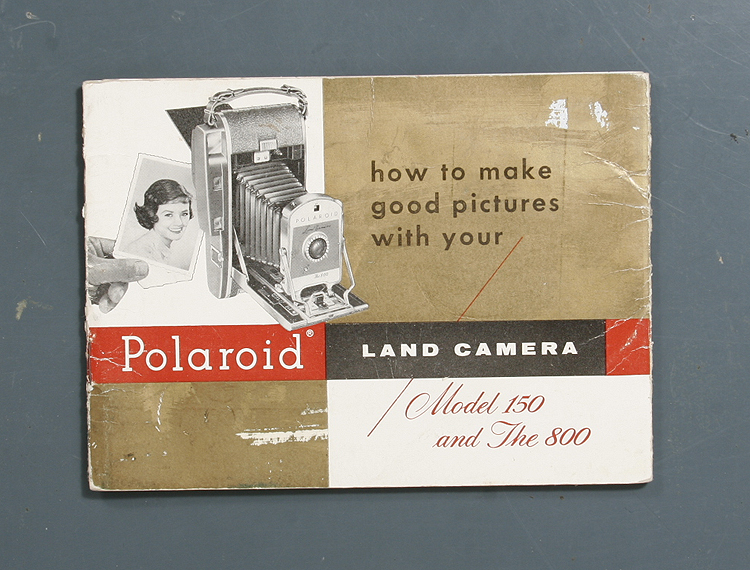 how to make
good pictures
with your
Polaroid®
LAND CAMERA
Model 150
and The 800
POLAROID